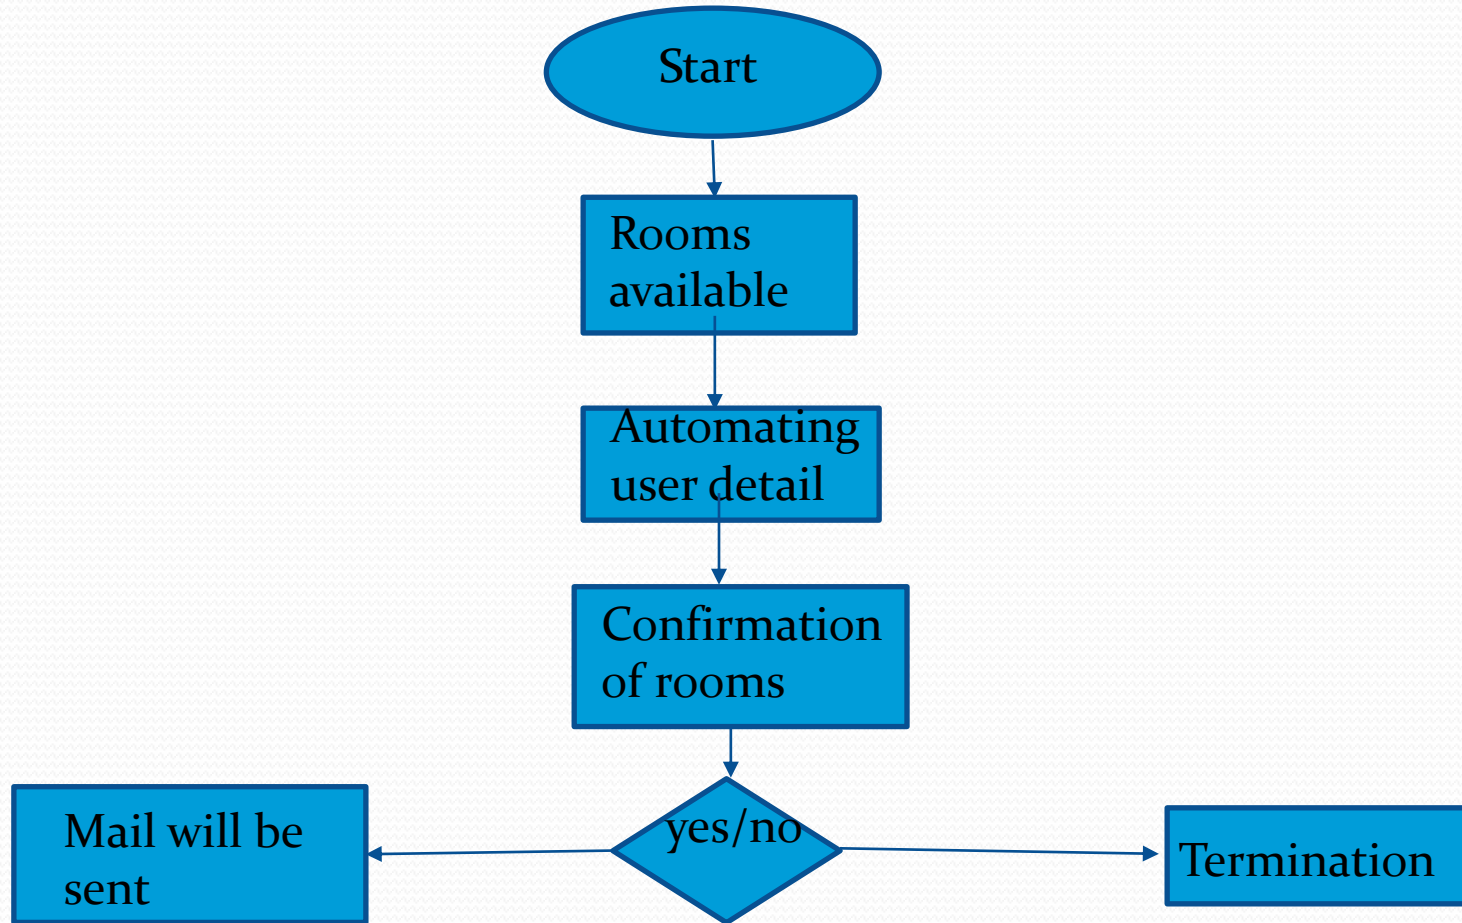 Start
Rooms
available
Automating
user detail
Confirmation
of rooms
yes/no
Mail will be
sent
Termination